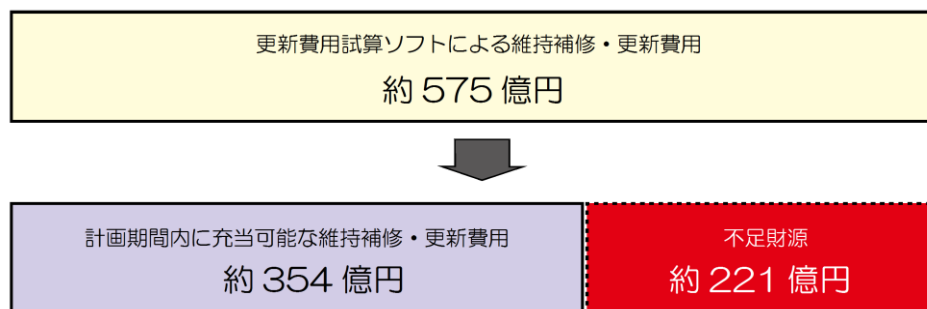 更新費用試算ソフトによる維持補修・更新費用
約 575 億円
計画期間内に充当可能な維持補修・更新費用
約 354 億円
不足財源
約 221 億円